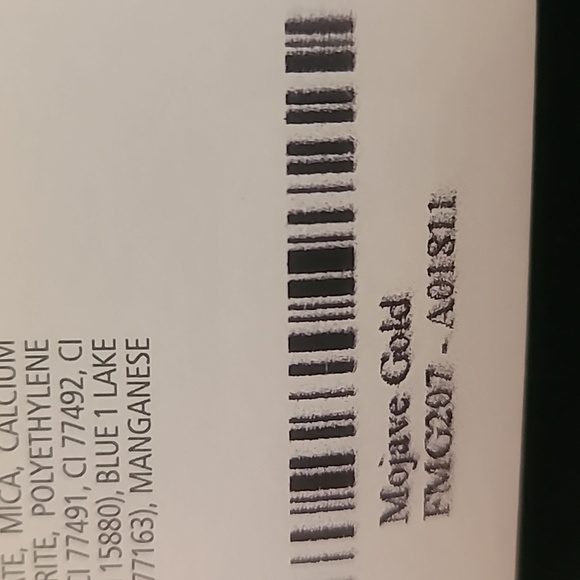 TE, MICA, CALCIUM
RITE, POLYETHYLENE
CI 77491, CI 77492, CI
15880), BLUE 1 LAKE
77163), MANGANESE
Mojave Gold
FMG207 - A01811